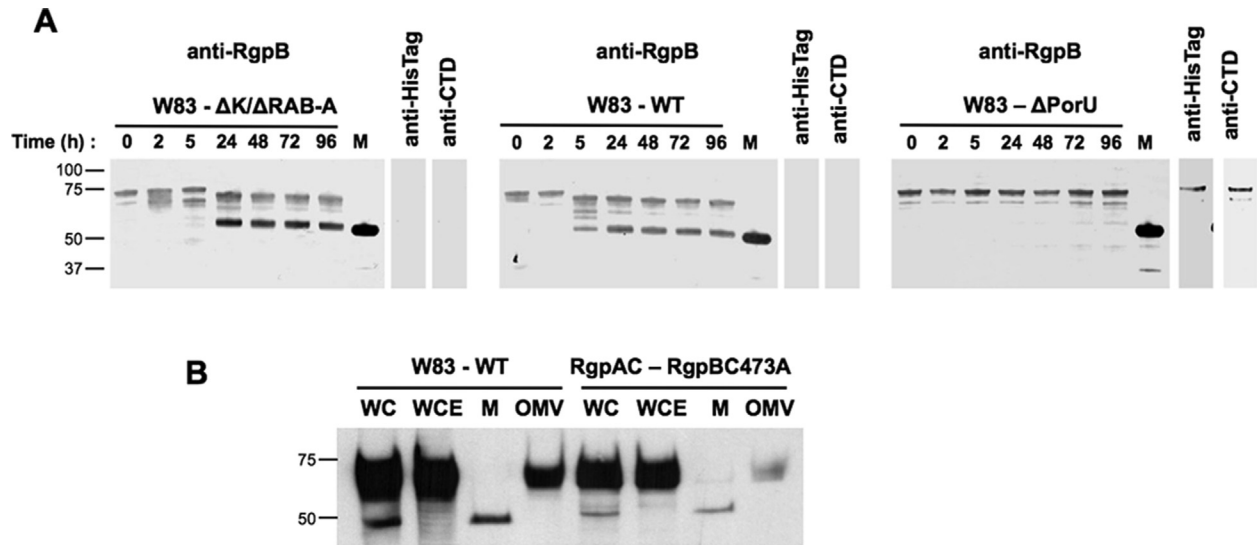 A
anti-RgpB
anti-HisTag
anti-CTD
anti-RgpB
anti-HisTag
anti-CTD
anti-RgpB
anti-HisTag
anti-CTD
W83 - ΔK/ΔRAB-A
W83 - WT
W83 – ΔPorU
Time (h) : 0 2 5 24 48 72 96 M
0 2 5 24 48 72 96 M
0 2 5 24 48 72 96 M
100
75
50
37
B
W83 - WT
RgpAC – RgpBC473A
WC WCE M OMV WC WCE M OMV
75
50